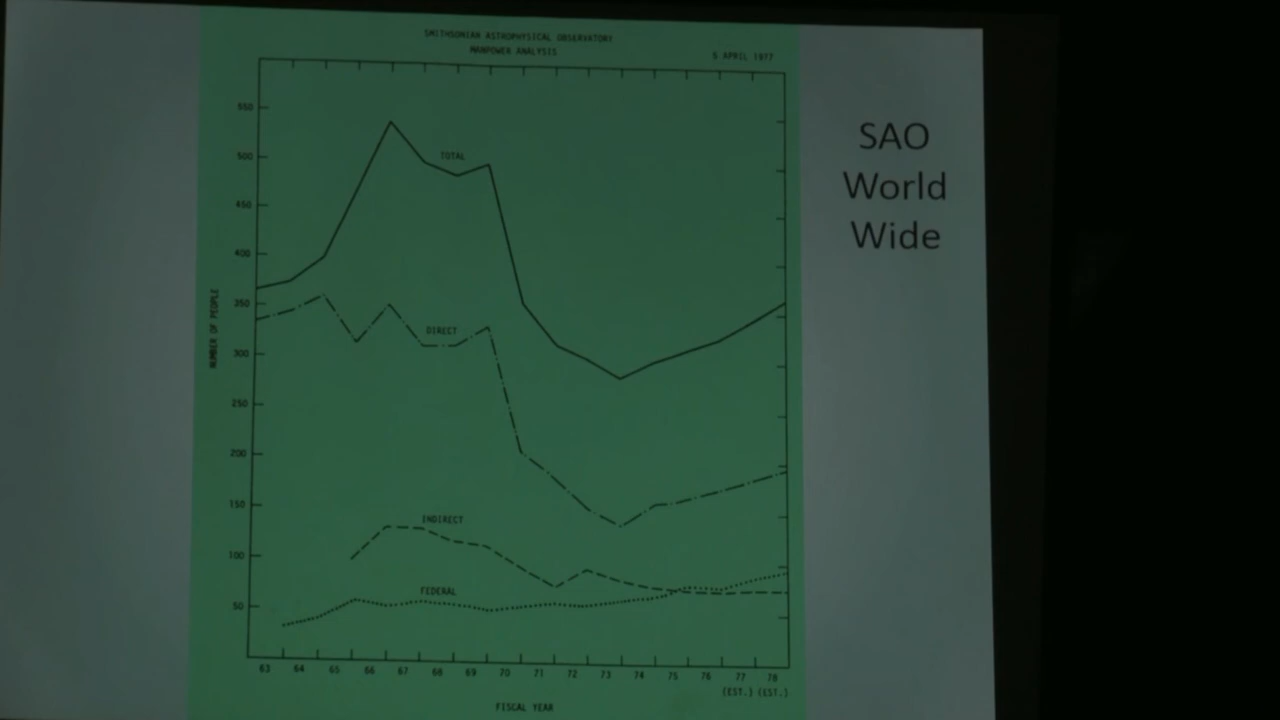 SMITHSONIAN ASTROPHYSICAL OBSERVATORY
MANPOWER ANALYSIS
6 APRIL 1977
SAO
World
Wide
NUMBER OF PEOPLE
550
500
450
400
350
300
250
200
150
100
50
TOTAL
DIRECT
INDIRECT
FEDERAL
63 64 65 66 67 68 69 70 71 72 73 74 75 76 77 78
(EST.) (EST.)
FISCAL YEAR